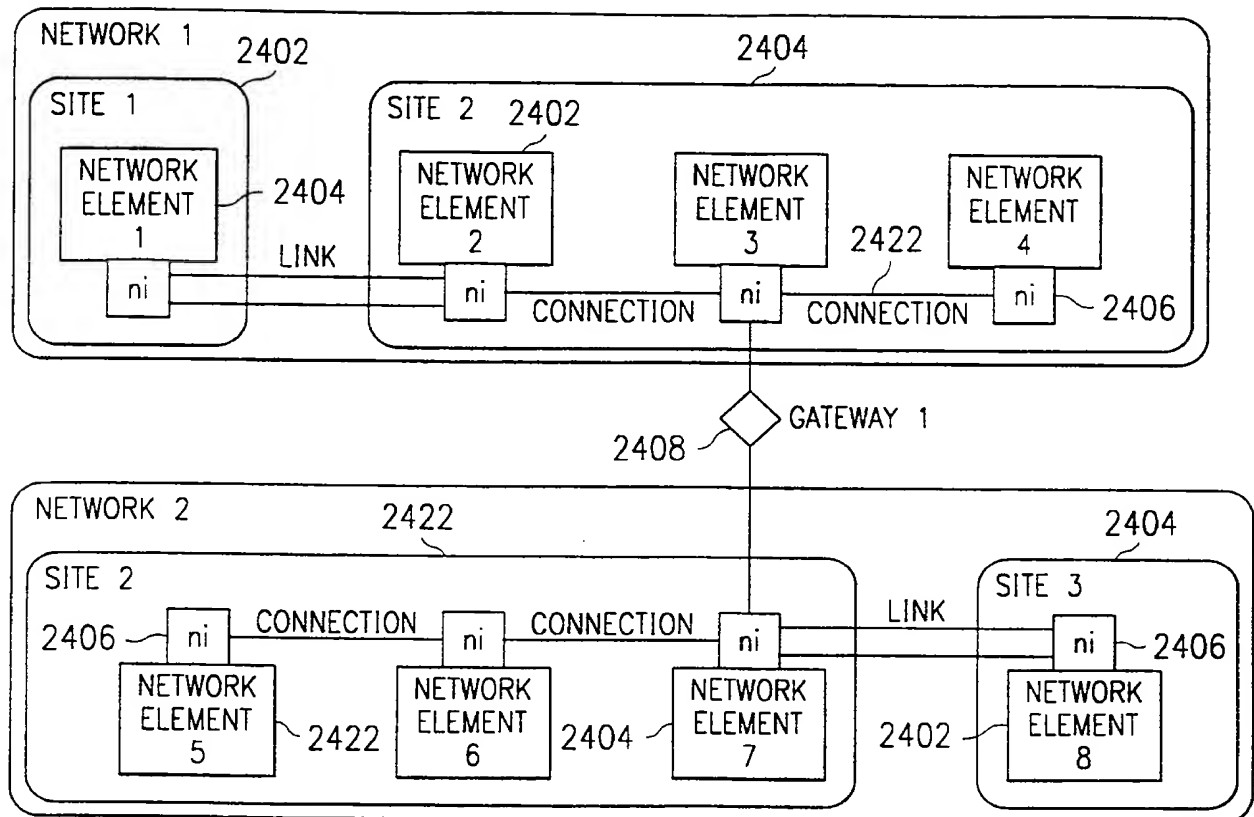 NETWORK 1
2402
2404
SITE 1
SITE 2
2402
NETWORK
ELEMENT
1
2404
NETWORK
ELEMENT
2
NETWORK
ELEMENT
3
NETWORK
ELEMENT
4
2422
LINK
ni
ni
CONNECTION
ni
CONNECTION
ni
2406
GATEWAY 1
2408
NETWORK 2
2422
2404
SITE 2
SITE 3
2406
ni
CONNECTION
ni
CONNECTION
ni
LINK
ni
2406
NETWORK
ELEMENT
5
2422
NETWORK
ELEMENT
6
2404
NETWORK
ELEMENT
7
2402
NETWORK
ELEMENT
8